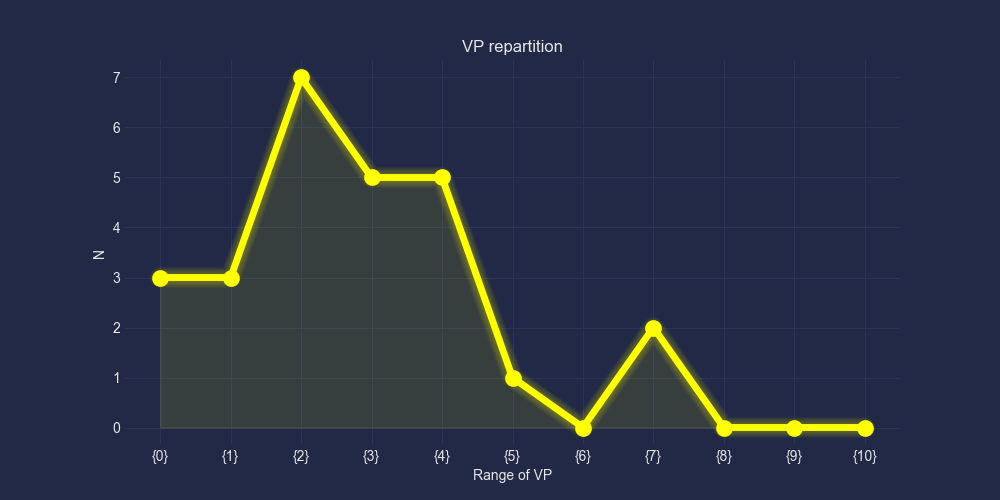 VP repartition
7
6
5
4
3
2
1
0
N
{0} {1} {2} {3} {4} {5} {6} {7} {8} {9} {10}
Range of VP